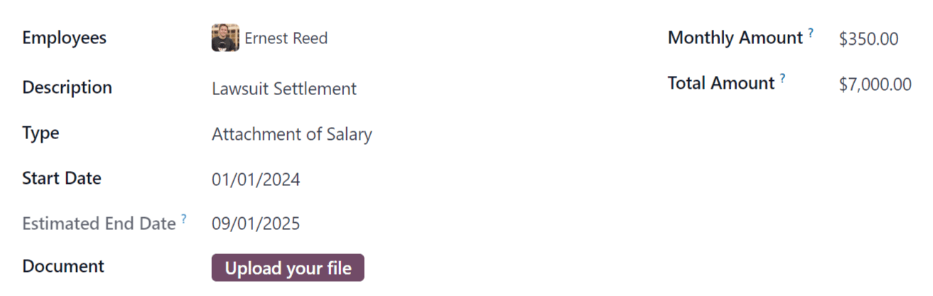 Employees Ernest Reed Monthly Amount ? $350.00
Description Lawsuit Settlement Total Amount ? $7,000.00
Type Attachment of Salary
Start Date 01/01/2024
Estimated End Date ? 09/01/2025
Document Upload your file